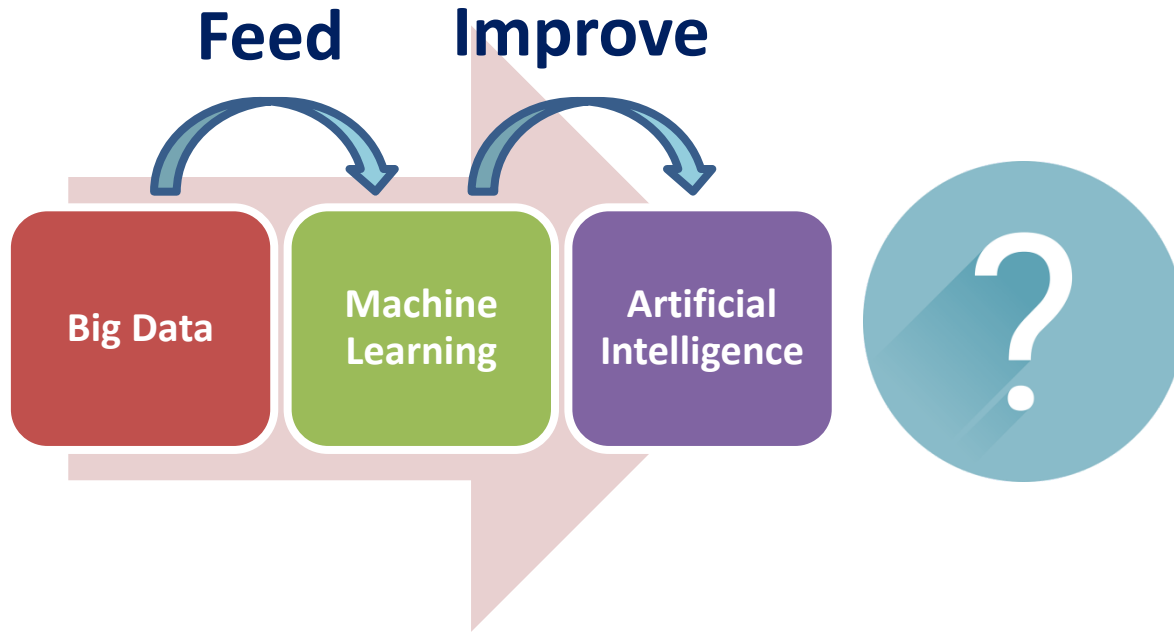 Feed
Improve
Big Data
Machine
Learning
Artificial
Intelligence
?